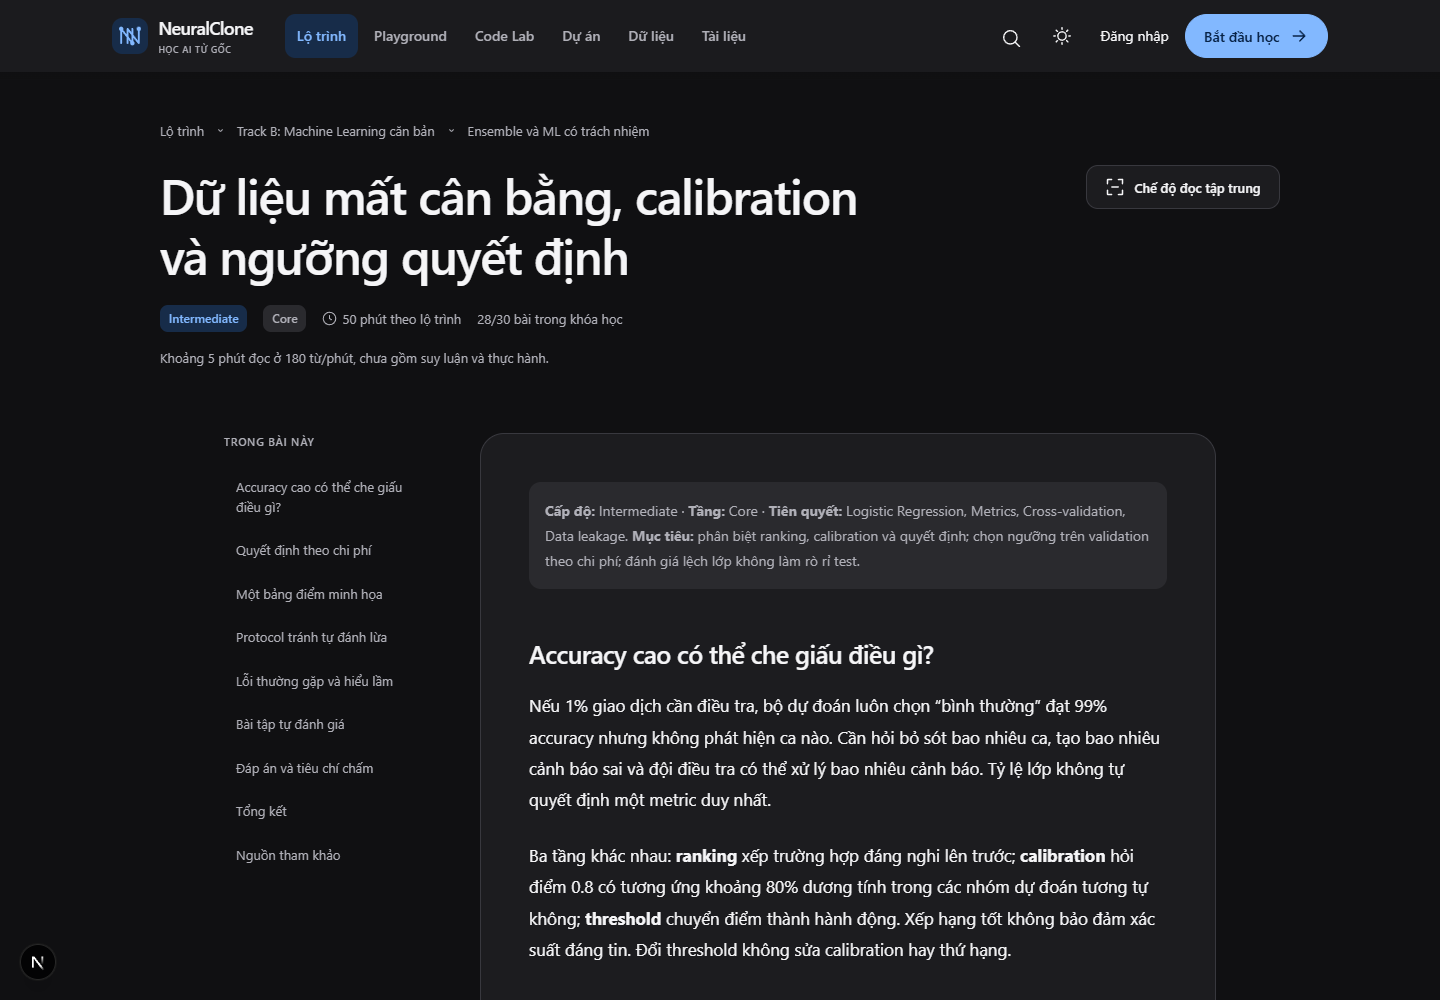 NeuralClone
HỌC AI TỪ GỐC
Lộ trình
Playground
Code Lab
Dự án
Dữ liệu
Tài liệu
Đăng nhập
Bắt đầu học
Lộ trình
Track B: Machine Learning căn bản
Ensemble và ML có trách nhiệm
Dữ liệu mất cân bằng, calibration
và ngưỡng quyết định
Chế độ đọc tập trung
Intermediate
Core
50 phút theo lộ trình
28/30 bài trong khóa học
Khoảng 5 phút đọc ở 180 từ/phút, chưa gồm suy luận và thực hành.
TRONG BÀI NÀY
Accuracy cao có thể che giấu
điều gì?
Quyết định theo chi phí
Một bảng điểm minh họa
Protocol tránh tự đánh lừa
Lỗi thường gặp và hiểu lầm
Bài tập tự đánh giá
Đáp án và tiêu chí chấm
Tổng kết
Nguồn tham khảo
Cấp độ: Intermediate · Tầng: Core · Tiên quyết: Logistic Regression, Metrics, Cross-validation,
Data leakage. Mục tiêu: phân biệt ranking, calibration và quyết định; chọn ngưỡng trên validation
theo chi phí; đánh giá lệch lớp không làm rò rỉ test.
Accuracy cao có thể che giấu điều gì?
Nếu 1% giao dịch cần điều tra, bộ dự đoán luôn chọn “bình thường” đạt 99%
accuracy nhưng không phát hiện ca nào. Cần hỏi bỏ sót bao nhiêu ca, tạo bao nhiêu
cảnh báo sai và đội điều tra có thể xử lý bao nhiêu cảnh báo. Tỷ lệ lớp không tự
quyết định một metric duy nhất.
Ba tầng khác nhau: ranking xếp trường hợp đáng nghi lên trước; calibration hỏi
điểm 0.8 có tương ứng khoảng 80% dương tính trong các nhóm dự đoán tương tự
không; threshold chuyển điểm thành hành động. Xếp hạng tốt không bảo đảm xác
suất đáng tin. Đổi threshold không sửa calibration hay thứ hạng.
N